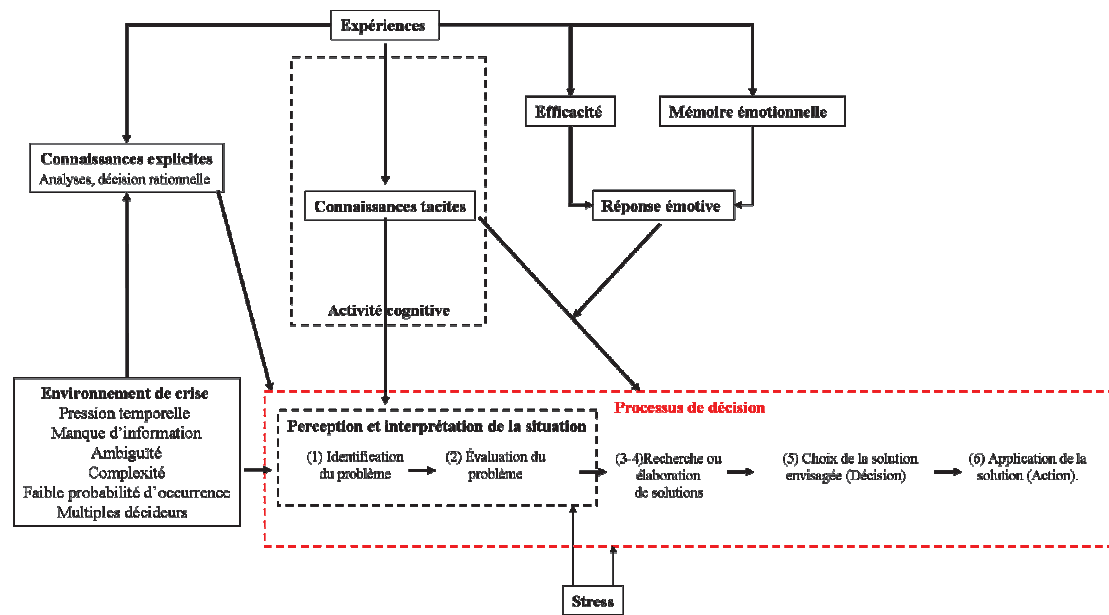 Expériences
Efficacité
Mémoire émotionnelle
Connaissances explicites
Analyses, décision rationnelle
Connaissances tacites
Réponse émotive
Activité cognitive
Environnement de crise
Pression temporelle
Manque d'information
Ambiguïté
Complexité
Faible probabilité d'occurrence
Multiples décideurs
Processus de décision
Perception et interprétation de la situation
(1) Identification
du problème
(2) Évaluation du
problème
(3-4)Recherche ou
élaboration
de solutions
(5) Choix de la solution
envisagée (Décision)
(6) Application de la
solution (Action).
Stress